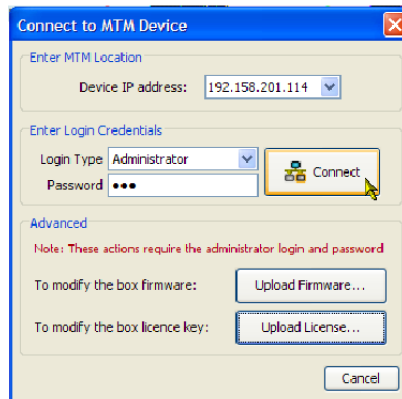 Connect to MTM Device
Enter MTM Location
Device IP address: 192.158.201.114
Enter Login Credentials
Login Type Administrator
Password ●●●
Connect
Advanced
Note: These actions require the administrator login and password
To modify the box firmware: Upload Firmware...
To modify the box licence key: Upload License...
Cancel